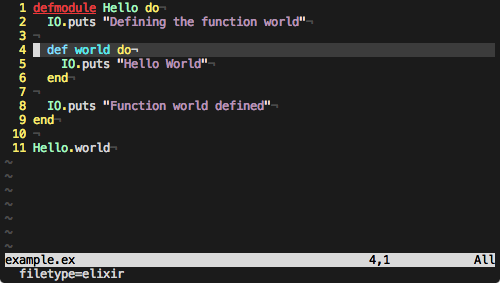 1 defmodule Hello do¬
2   IO.puts "Defining the function world"¬
3 ¬
4   def world do¬
5     IO.puts "Hello World"¬
6   end¬
7 ¬
8   IO.puts "Function world defined"¬
9 end¬
10 ¬
11 Hello.world¬
~
~
~
~
~
~
~
example.ex 4,1 All
filetype=elixir